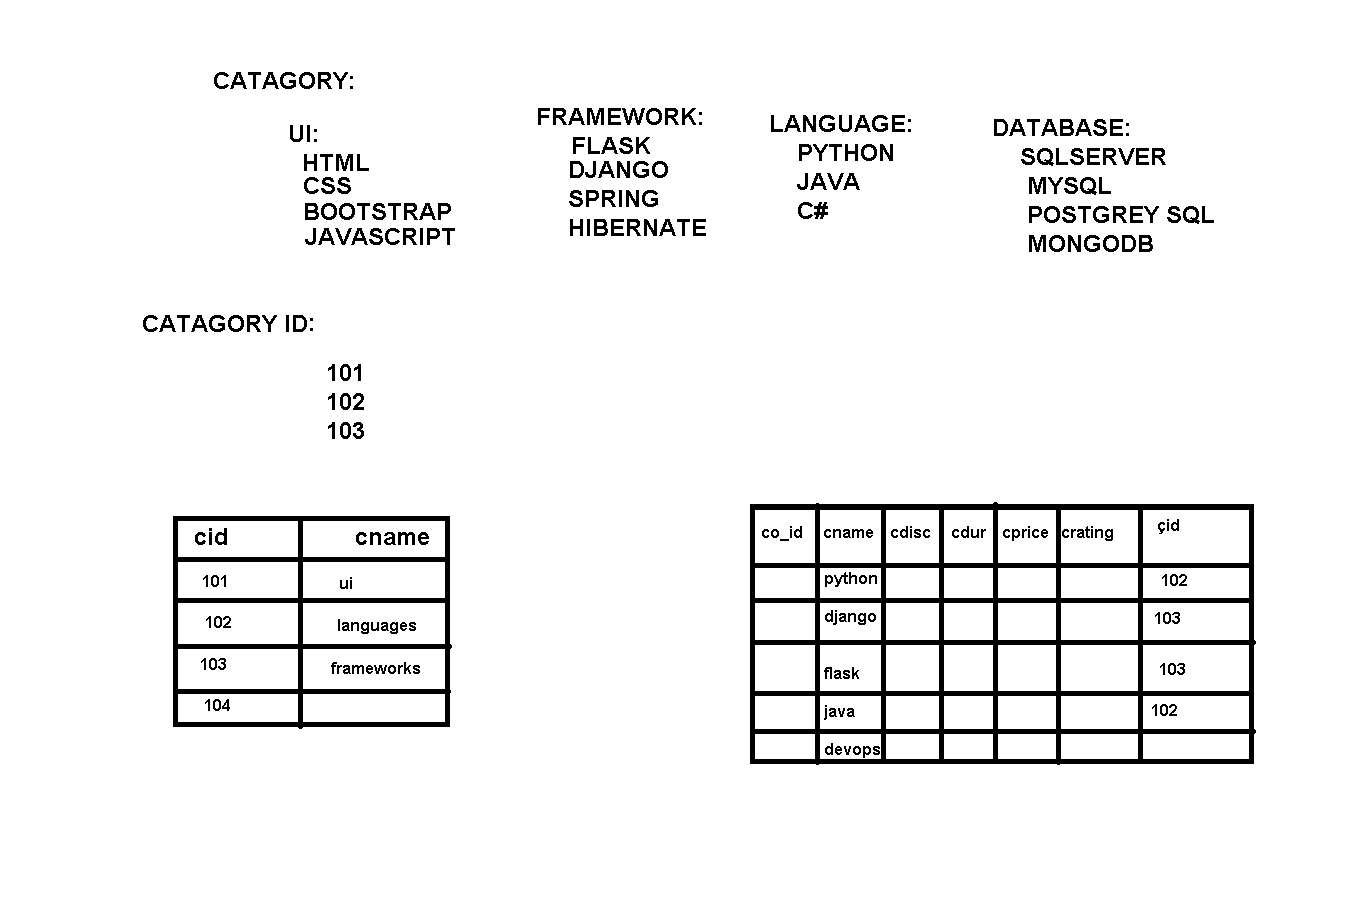 CATAGORY:
UI:
HTML
CSS
BOOTSTRAP
JAVASCRIPT
FRAMEWORK:
FLASK
DJANGO
SPRING
HIBERNATE
LANGUAGE:
PYTHON
JAVA
C#
DATABASE:
SQLSERVER
MYSQL
POSTGREY SQL
MONGODB
CATAGORY ID:
101
102
103
cid cname
101 ui
102 languages
103 frameworks
104
co_id cname cdisc cdur cprice crating çid
python 102
django 103
flask 103
java 102
devops